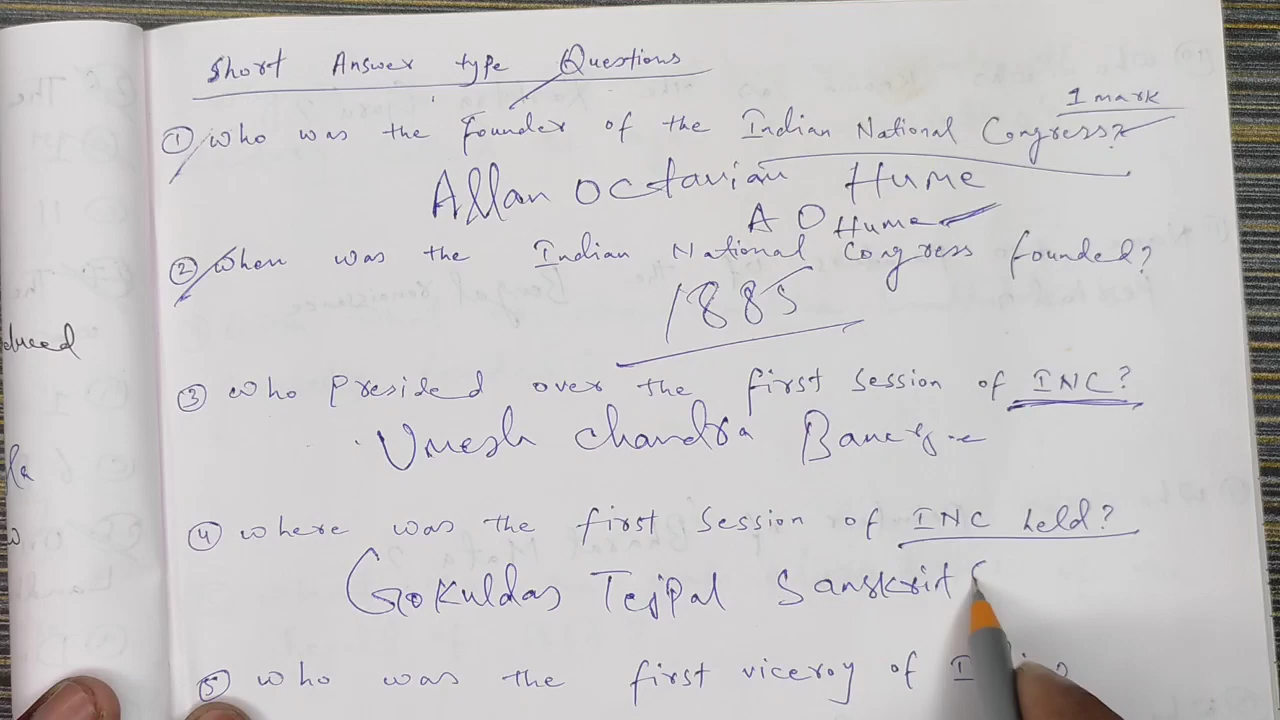 Short Answer type Questions
1 mark
① Who was the Founder of the Indian National Congress?
Allan Octavian Hume
A O Hume
② When was the Indian National Congress founded?
1885
③ Who presided over the first session of INC?
Umesh Chandra Banerjee
④ Where was the first session of INC held?
Gokuldas Tejpal Sanskrit
⑤ Who was the first viceroy of
duced